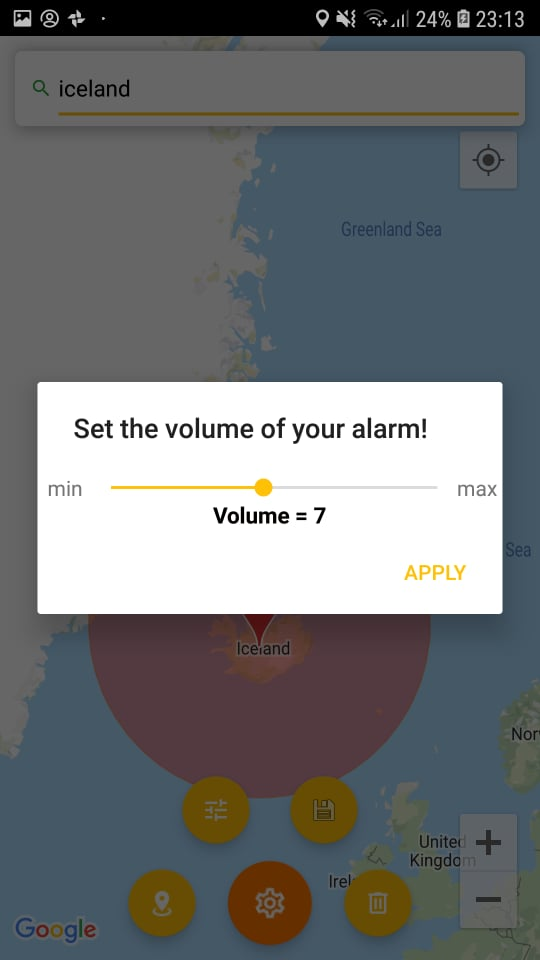 24% 23:13
iceland
Greenland Sea
Set the volume of your alarm!
min max
Volume = 7
Sea
APPLY
Iceland
Nor
United
Kingdom
Irel
Google